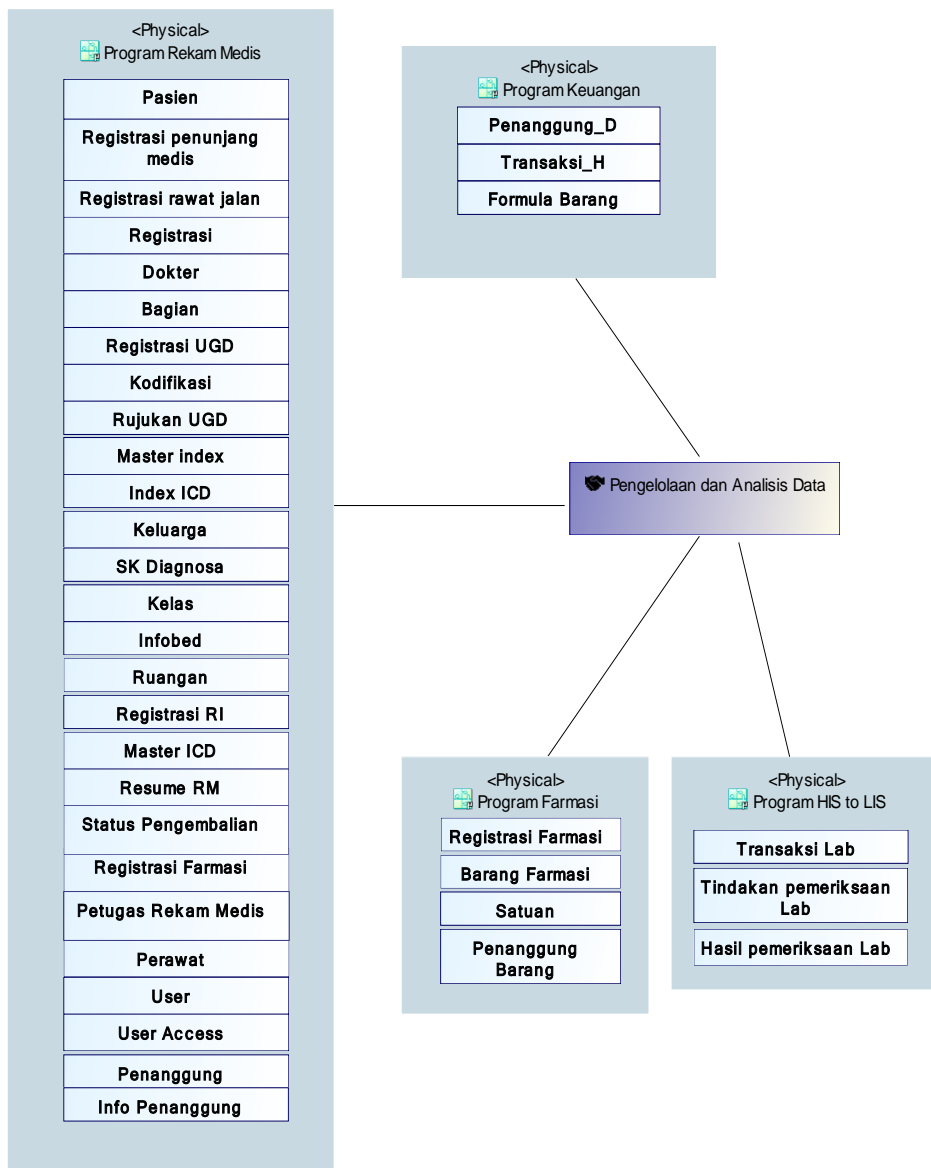 <Physical>
Program Rekam Medis
Pasien
Registrasi penunjang
medis
Registrasi rawat jalan
Registrasi
Dokter
Bagian
Registrasi UGD
Kodifikasi
Rujukan UGD
Master index
Index ICD
Keluarga
SK Diagnosa
Kelas
Infobed
Ruangan
Registrasi RI
Master ICD
Resume RM
Status Pengembalian
Registrasi Farmasi
Petugas Rekam Medis
Perawat
User
User Access
Penanggung
Info Penanggung
<Physical>
Program Keuangan
Penanggung_D
Transaksi_H
Formula Barang
Pengelolaan dan Analisis Data
<Physical>
Program Farmasi
Registrasi Farmasi
Barang Farmasi
Satuan
Penanggung
Barang
<Physical>
Program HIS to LIS
Transaksi Lab
Tindakan pemeriksaan
Lab
Hasil pemeriksaan Lab